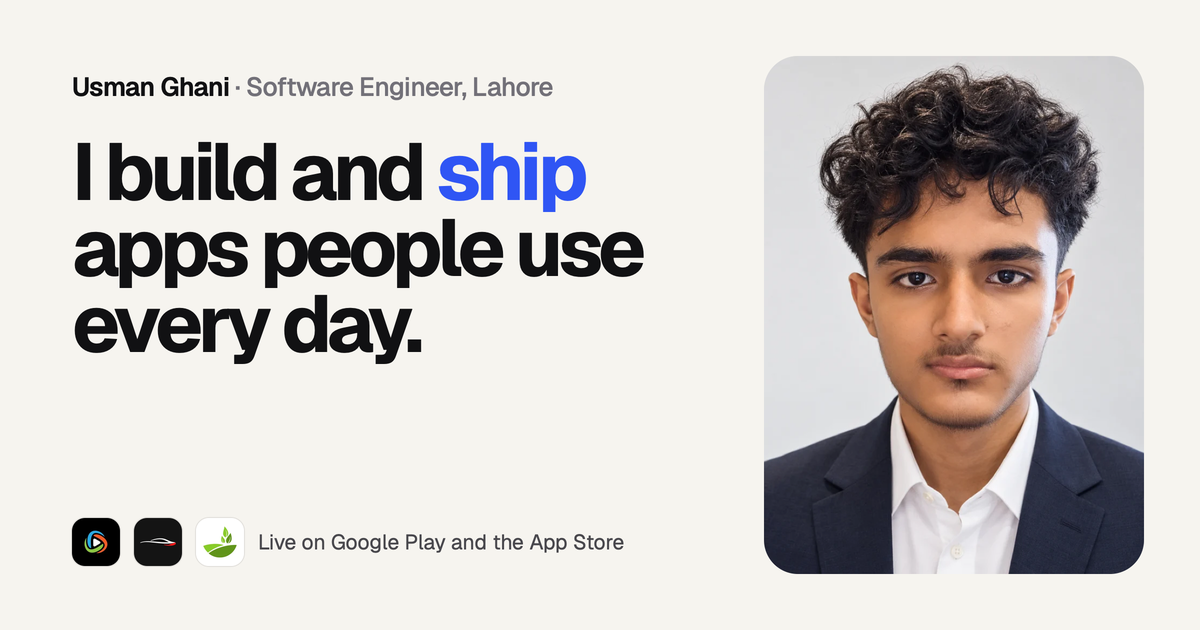 Usman Ghani · Software Engineer, Lahore
I build and ship
apps people use
every day.
Live on Google Play and the App Store